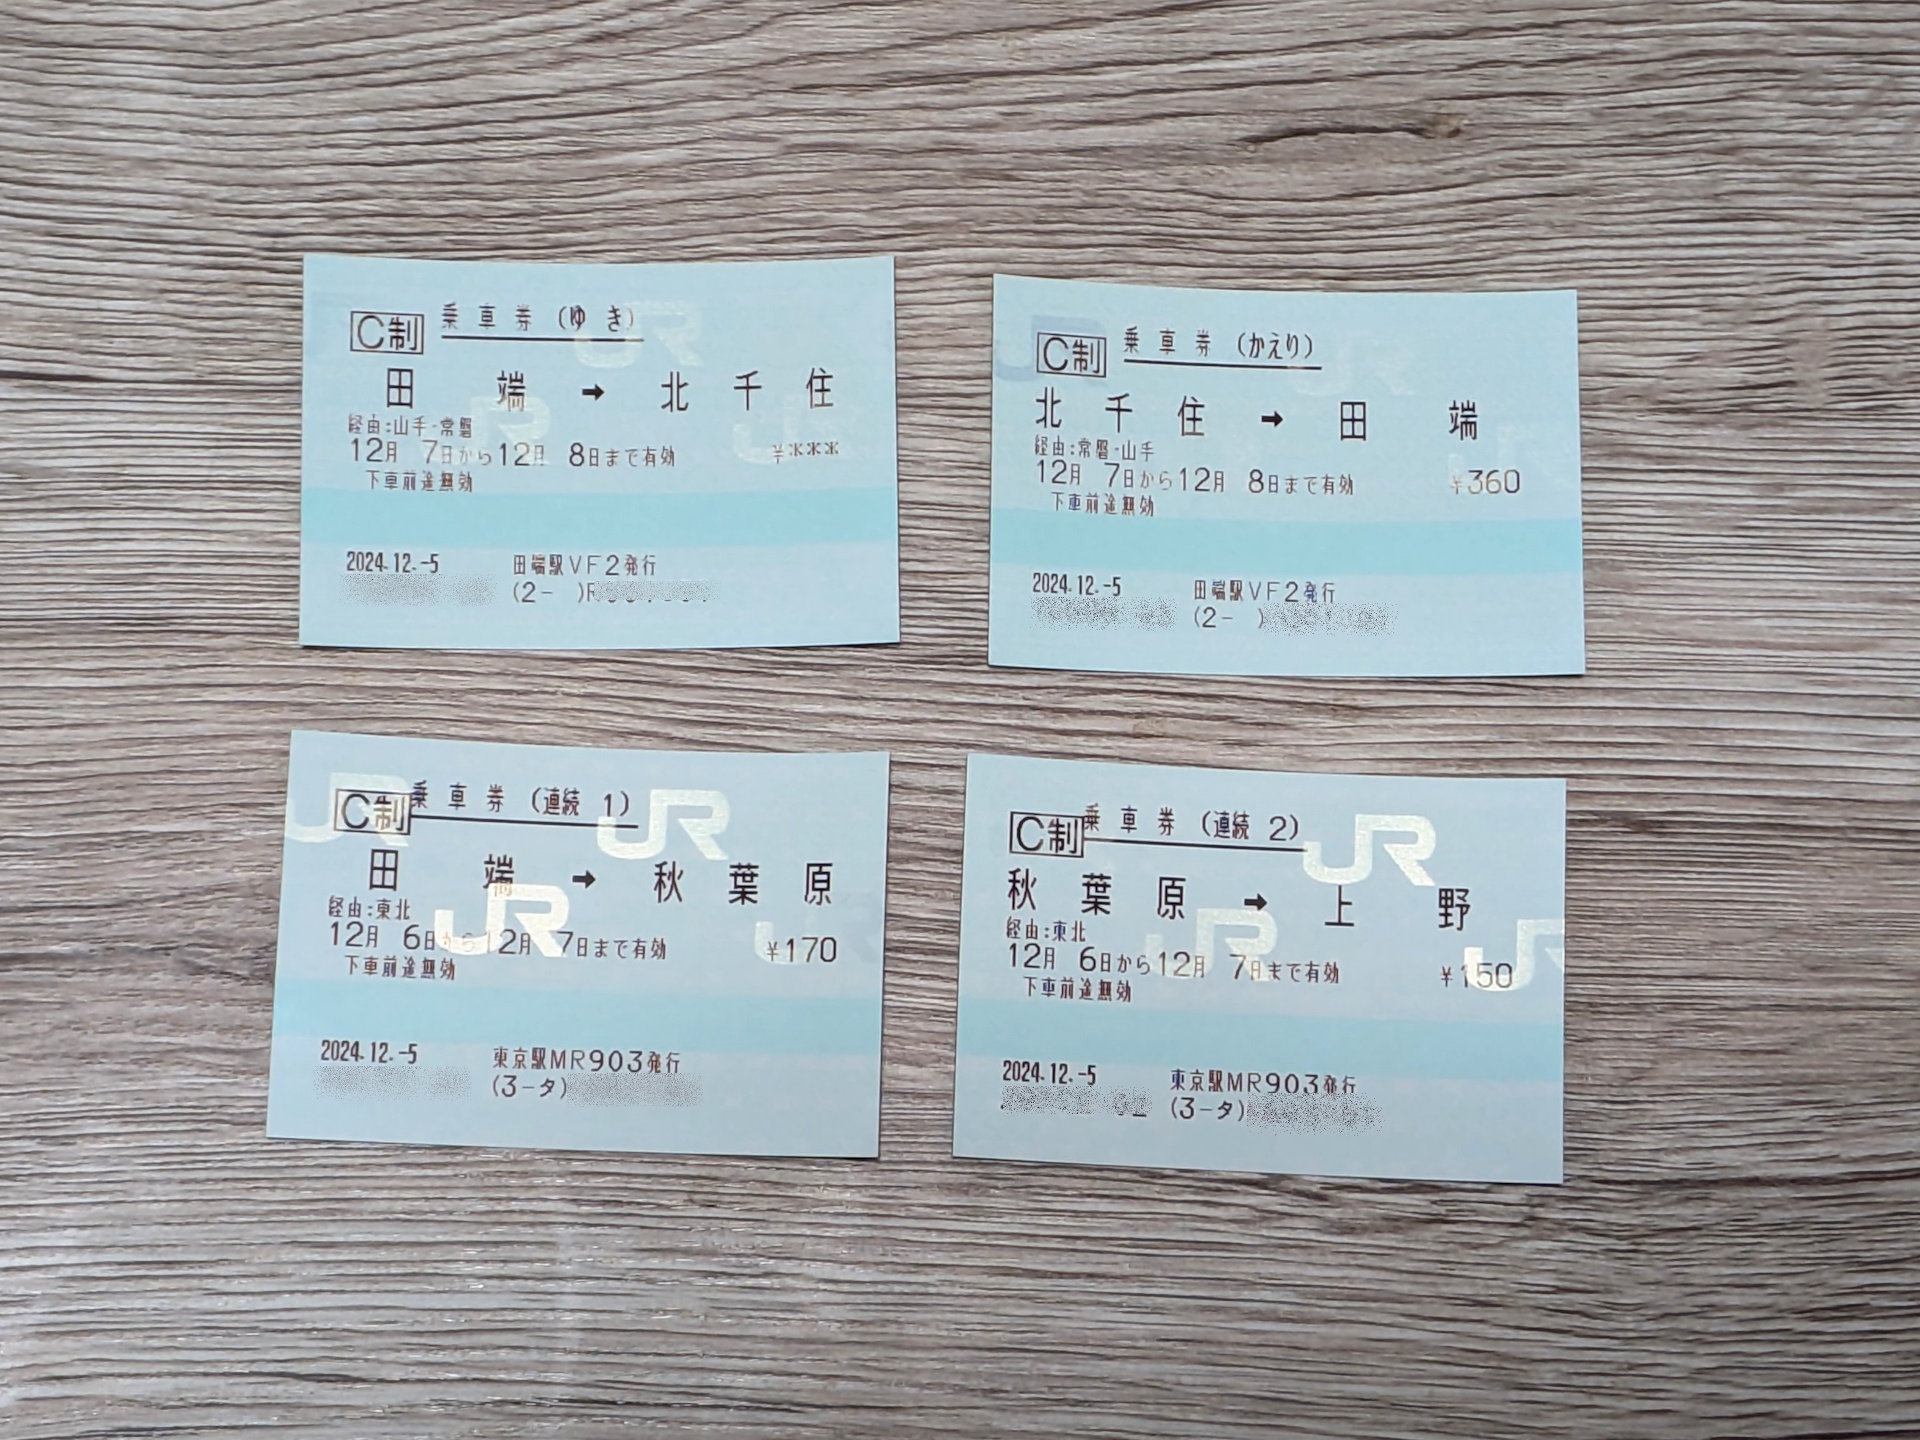 C制 乗車券(ゆき)
田端→北千住
経由:山手・常磐
12月 7日から12月 8日まで有効 ¥***
下車前途無効
2024.12.-5 田端駅VF2発行
(2- )R
C制 乗車券(かえり)
北千住→田端
経由:常磐・山手
12月 7日から12月 8日まで有効 ¥360
下車前途無効
2024.12.-5 田端駅VF2発行
(2- )
C制 乗車券(連続 1)
田端→秋葉原
経由:東北
12月 6日から12月 7日まで有効 ¥170
下車前途無効
2024.12.-5 東京駅MR903発行
(3-タ)
C制 乗車券(連続 2)
秋葉原→上野
経由:東北
12月 6日から12月 7日まで有効 ¥150
下車前途無効
2024.12.-5 東京駅MR903発行
(3-タ)